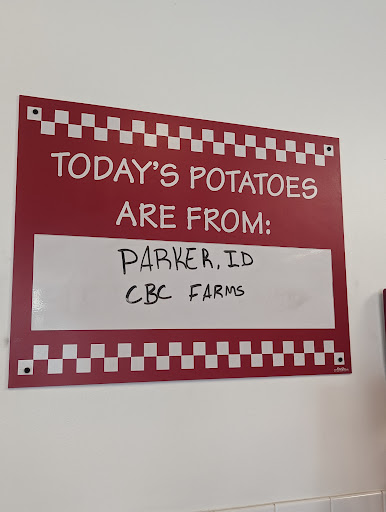 TODAY'S POTATOES
ARE FROM:
PARKER, ID
CBC FARMS